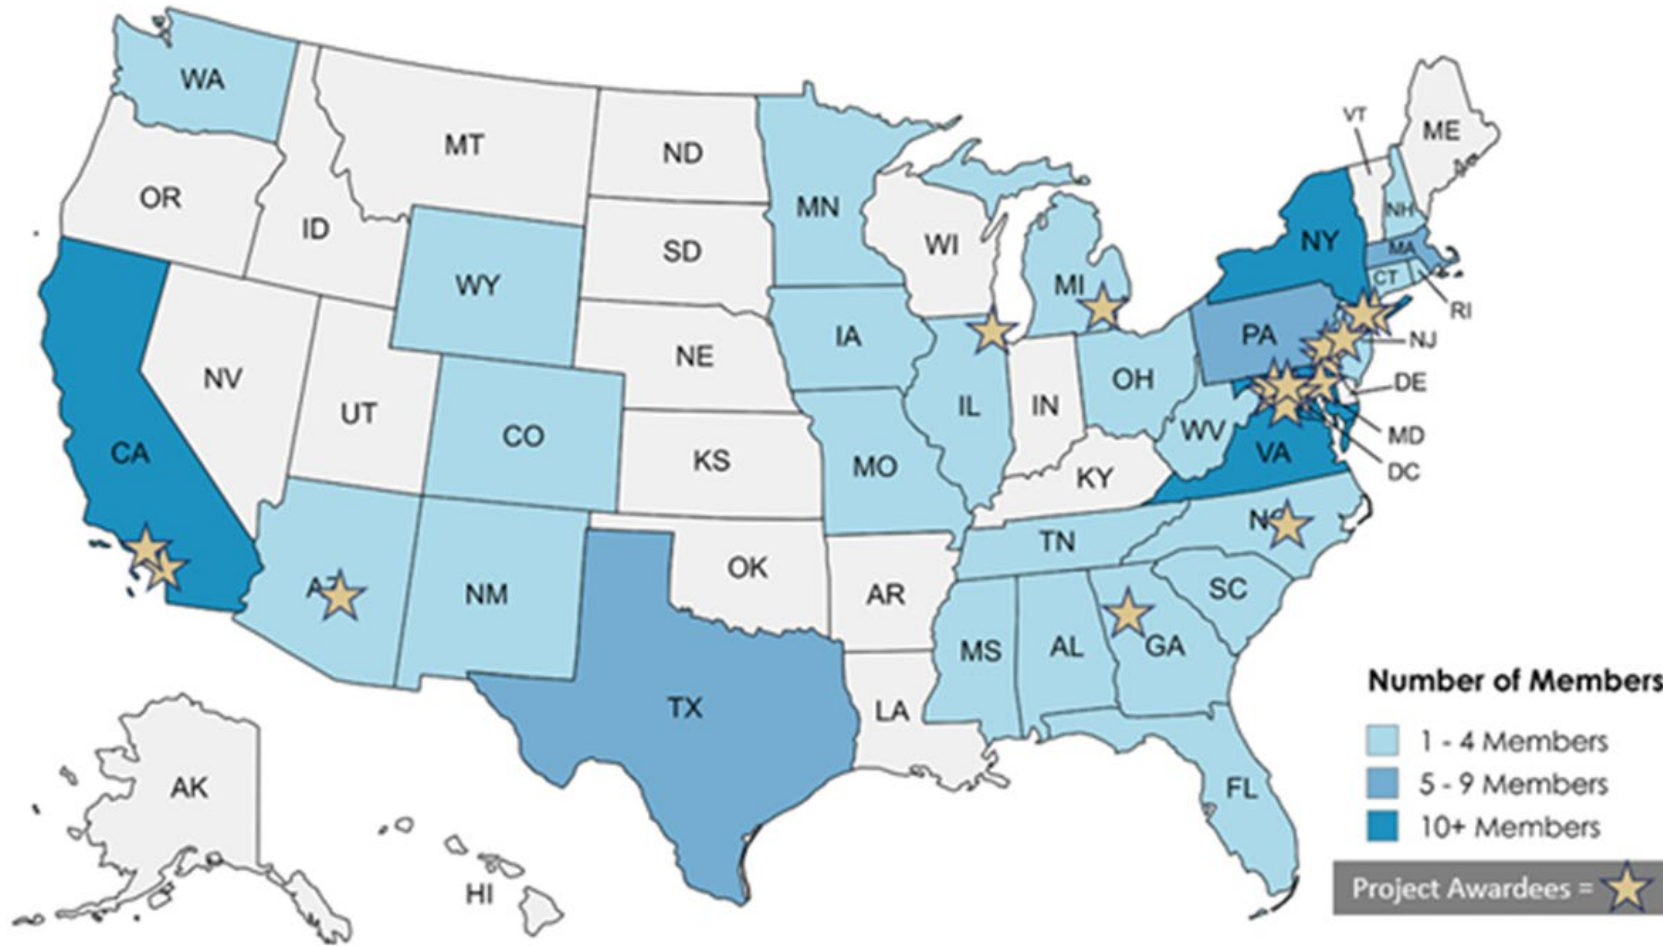 WA
MT
ND
MN
OR
ID
SD
WI
MI
VT
ME
NH
NY
MA
CT
RI
WY
NE
IA
PA
NJ
NV
UT
CO
KS
MO
IL
IN
OH
WV
DE
MD
DC
CA
KY
VA
AZ
NM
OK
AR
TN
NC
SC
TX
LA
MS
AL
GA
FL
AK
HI
Number of Members
1 - 4 Members
5 - 9 Members
10+ Members
Project Awardees =